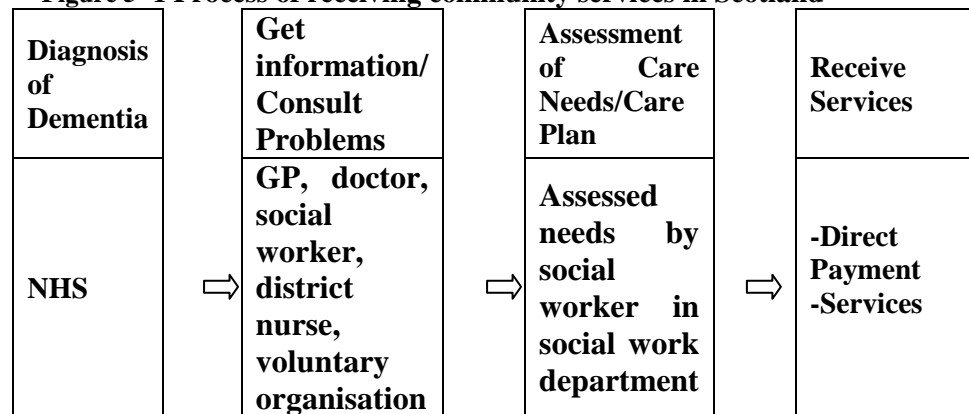 Figure 3-1 Process of receiving community services in Scotland
Diagnosis
of
Dementia
Get
information/
Consult
Problems
Assessment
of Care
Needs/Care
Plan
Receive
Services
NHS
⇨
GP, doctor,
social
worker,
district
nurse,
voluntary
organisation
⇨
Assessed
needs by
social
worker in
social work
department
⇨
-Direct
Payment
-Services